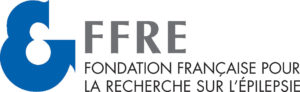 FFRE
FONDATION FRANÇAISE POUR
LA RECHERCHE SUR L'ÉPILEPSIE